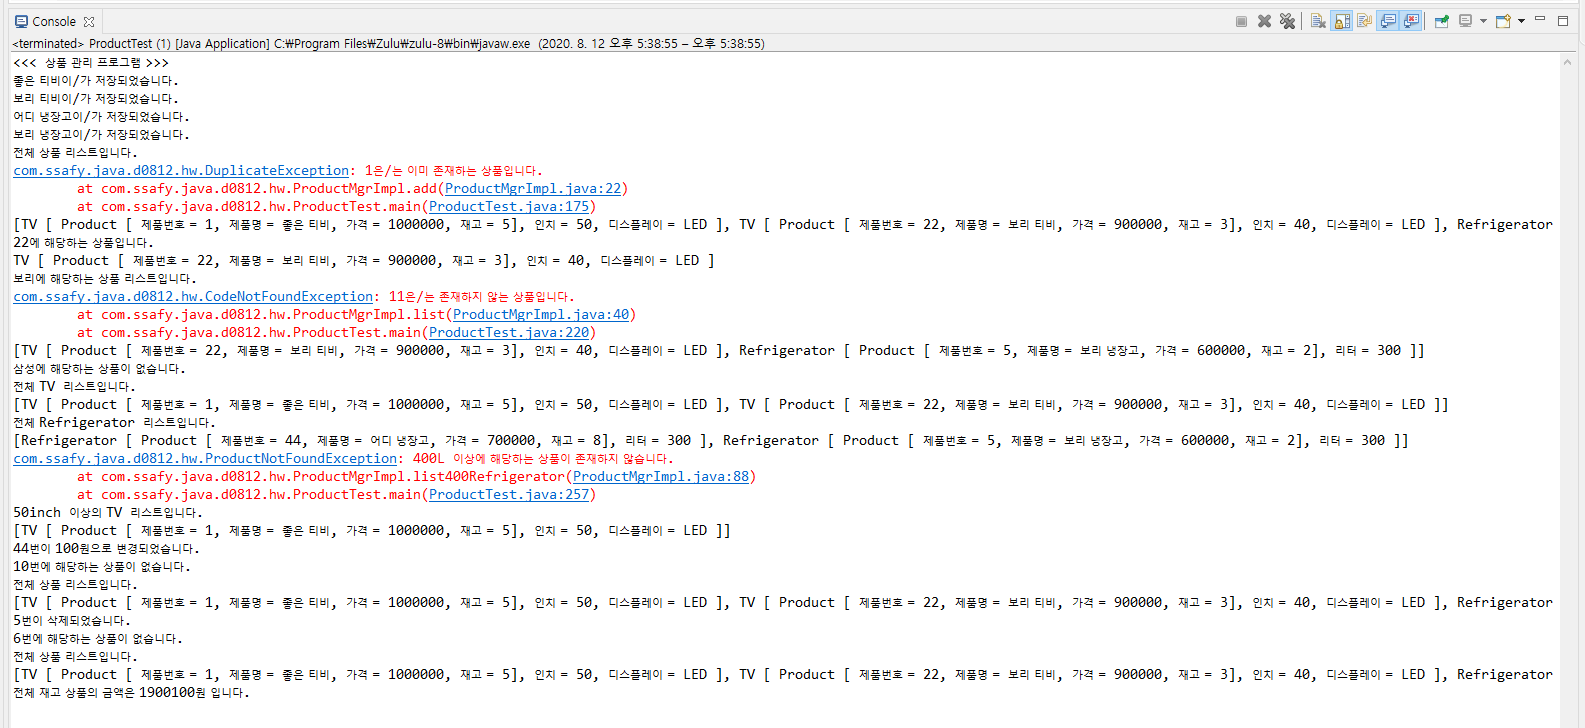 Console
<terminated> ProductTest (1) [Java Application] C:￦Program Files￦Zulu￦zulu-8￦bin￦javaw.exe (2020. 8. 12 오후 5:38:55 – 오후 5:38:55)
<<< 상품 관리 프로그램 >>>
좋은 티비이/가 저장되었습니다.
보리 티비이/가 저장되었습니다.
어디 냉장고이/가 저장되었습니다.
보리 냉장고이/가 저장되었습니다.
전체 상품 리스트입니다.
com.ssafy.java.d0812.hw.DuplicateException: 1은/는 이미 존재하는 상품입니다.
at com.ssafy.java.d0812.hw.ProductMgrImpl.add(ProductMgrImpl.java:22)
at com.ssafy.java.d0812.hw.ProductTest.main(ProductTest.java:175)
[TV [ Product [ 제품번호 = 1, 제품명 = 좋은 티비, 가격 = 1000000, 재고 = 5], 인치 = 50, 디스플레이 = LED ], TV [ Product [ 제품번호 = 22, 제품명 = 보리 티비, 가격 = 900000, 재고 = 3], 인치 = 40, 디스플레이 = LED ], Refrigerator
22에 해당하는 상품입니다.
TV [ Product [ 제품번호 = 22, 제품명 = 보리 티비, 가격 = 900000, 재고 = 3], 인치 = 40, 디스플레이 = LED ]
보리에 해당하는 상품 리스트입니다.
com.ssafy.java.d0812.hw.CodeNotFoundException: 11은/는 존재하지 않는 상품입니다.
at com.ssafy.java.d0812.hw.ProductMgrImpl.list(ProductMgrImpl.java:40)
at com.ssafy.java.d0812.hw.ProductTest.main(ProductTest.java:220)
[TV [ Product [ 제품번호 = 22, 제품명 = 보리 티비, 가격 = 900000, 재고 = 3], 인치 = 40, 디스플레이 = LED ], Refrigerator [ Product [ 제품번호 = 5, 제품명 = 보리 냉장고, 가격 = 600000, 재고 = 2], 리터 = 300 ]]
삼성에 해당하는 상품이 없습니다.
전체 TV 리스트입니다.
[TV [ Product [ 제품번호 = 1, 제품명 = 좋은 티비, 가격 = 1000000, 재고 = 5], 인치 = 50, 디스플레이 = LED ], TV [ Product [ 제품번호 = 22, 제품명 = 보리 티비, 가격 = 900000, 재고 = 3], 인치 = 40, 디스플레이 = LED ]]
전체 Refrigerator 리스트입니다.
[Refrigerator [ Product [ 제품번호 = 44, 제품명 = 어디 냉장고, 가격 = 700000, 재고 = 8], 리터 = 300 ], Refrigerator [ Product [ 제품번호 = 5, 제품명 = 보리 냉장고, 가격 = 600000, 재고 = 2], 리터 = 300 ]]
com.ssafy.java.d0812.hw.ProductNotFoundException: 400L 이상에 해당하는 상품이 존재하지 않습니다.
at com.ssafy.java.d0812.hw.ProductMgrImpl.list400Refrigerator(ProductMgrImpl.java:88)
at com.ssafy.java.d0812.hw.ProductTest.main(ProductTest.java:257)
50inch 이상의 TV 리스트입니다.
[TV [ Product [ 제품번호 = 1, 제품명 = 좋은 티비, 가격 = 1000000, 재고 = 5], 인치 = 50, 디스플레이 = LED ]]
44번이 100원으로 변경되었습니다.
10번에 해당하는 상품이 없습니다.
전체 상품 리스트입니다.
[TV [ Product [ 제품번호 = 1, 제품명 = 좋은 티비, 가격 = 1000000, 재고 = 5], 인치 = 50, 디스플레이 = LED ], TV [ Product [ 제품번호 = 22, 제품명 = 보리 티비, 가격 = 900000, 재고 = 3], 인치 = 40, 디스플레이 = LED ], Refrigerator
5번이 삭제되었습니다.
6번에 해당하는 상품이 없습니다.
전체 상품 리스트입니다.
[TV [ Product [ 제품번호 = 1, 제품명 = 좋은 티비, 가격 = 1000000, 재고 = 5], 인치 = 50, 디스플레이 = LED ], TV [ Product [ 제품번호 = 22, 제품명 = 보리 티비, 가격 = 900000, 재고 = 3], 인치 = 40, 디스플레이 = LED ], Refrigerator
전체 재고 상품의 금액은 1900100원 입니다.